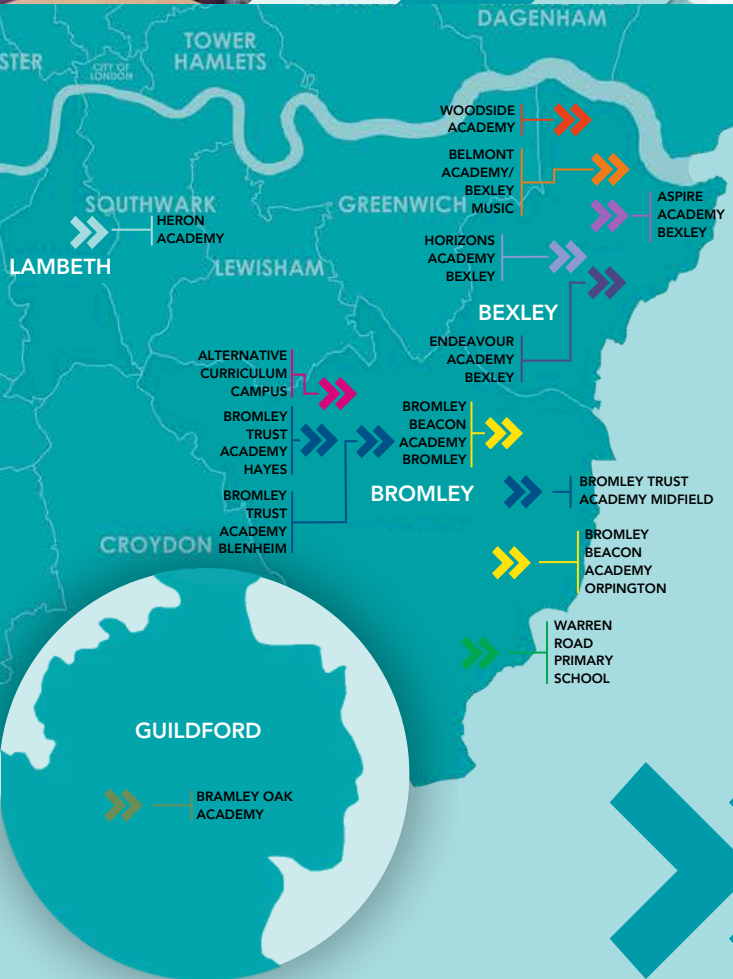 DAGENHAM
TOWER
HAMLETS
STER
CITY OF
LONDON
WOODSIDE
ACADEMY
BELMONT
ACADEMY/
BEXLEY
MUSIC
ASPIRE
ACADEMY
BEXLEY
SOUTHWARK
GREENWICH
HERON
ACADEMY
LAMBETH
LEWISHAM
HORIZONS
ACADEMY
BEXLEY
BEXLEY
ENDEAVOUR
ACADEMY
BEXLEY
ALTERNATIVE
CURRICULUM
CAMPUS
BROMLEY
TRUST
ACADEMY
HAYES
BROMLEY
BEACON
ACADEMY
BROMLEY
BROMLEY
BROMLEY TRUST
ACADEMY MIDFIELD
BROMLEY
TRUST
ACADEMY
BLENHEIM
CROYDON
BROMLEY
BEACON
ACADEMY
ORPINGTON
WARREN
ROAD
PRIMARY
SCHOOL
GUILDFORD
BRAMLEY OAK
ACADEMY